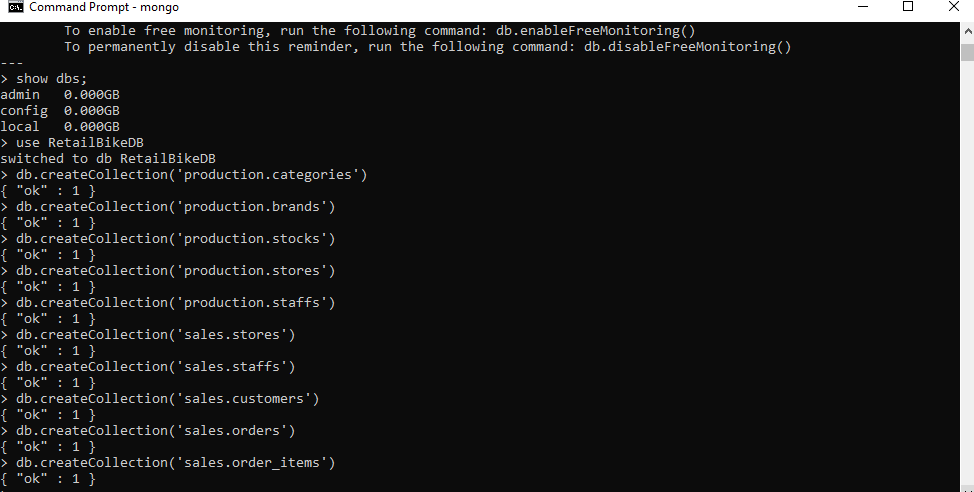 Command Prompt - mongo
To enable free monitoring, run the following command: db.enableFreeMonitoring()
To permanently disable this reminder, run the following command: db.disableFreeMonitoring()
---
> show dbs;
admin   0.000GB
config  0.000GB
local   0.000GB
> use RetailBikeDB
switched to db RetailBikeDB
> db.createCollection('production.categories')
{ "ok" : 1 }
> db.createCollection('production.brands')
{ "ok" : 1 }
> db.createCollection('production.stocks')
{ "ok" : 1 }
> db.createCollection('production.stores')
{ "ok" : 1 }
> db.createCollection('production.staffs')
{ "ok" : 1 }
> db.createCollection('sales.stores')
{ "ok" : 1 }
> db.createCollection('sales.staffs')
{ "ok" : 1 }
> db.createCollection('sales.customers')
{ "ok" : 1 }
> db.createCollection('sales.orders')
{ "ok" : 1 }
> db.createCollection('sales.order_items')
{ "ok" : 1 }